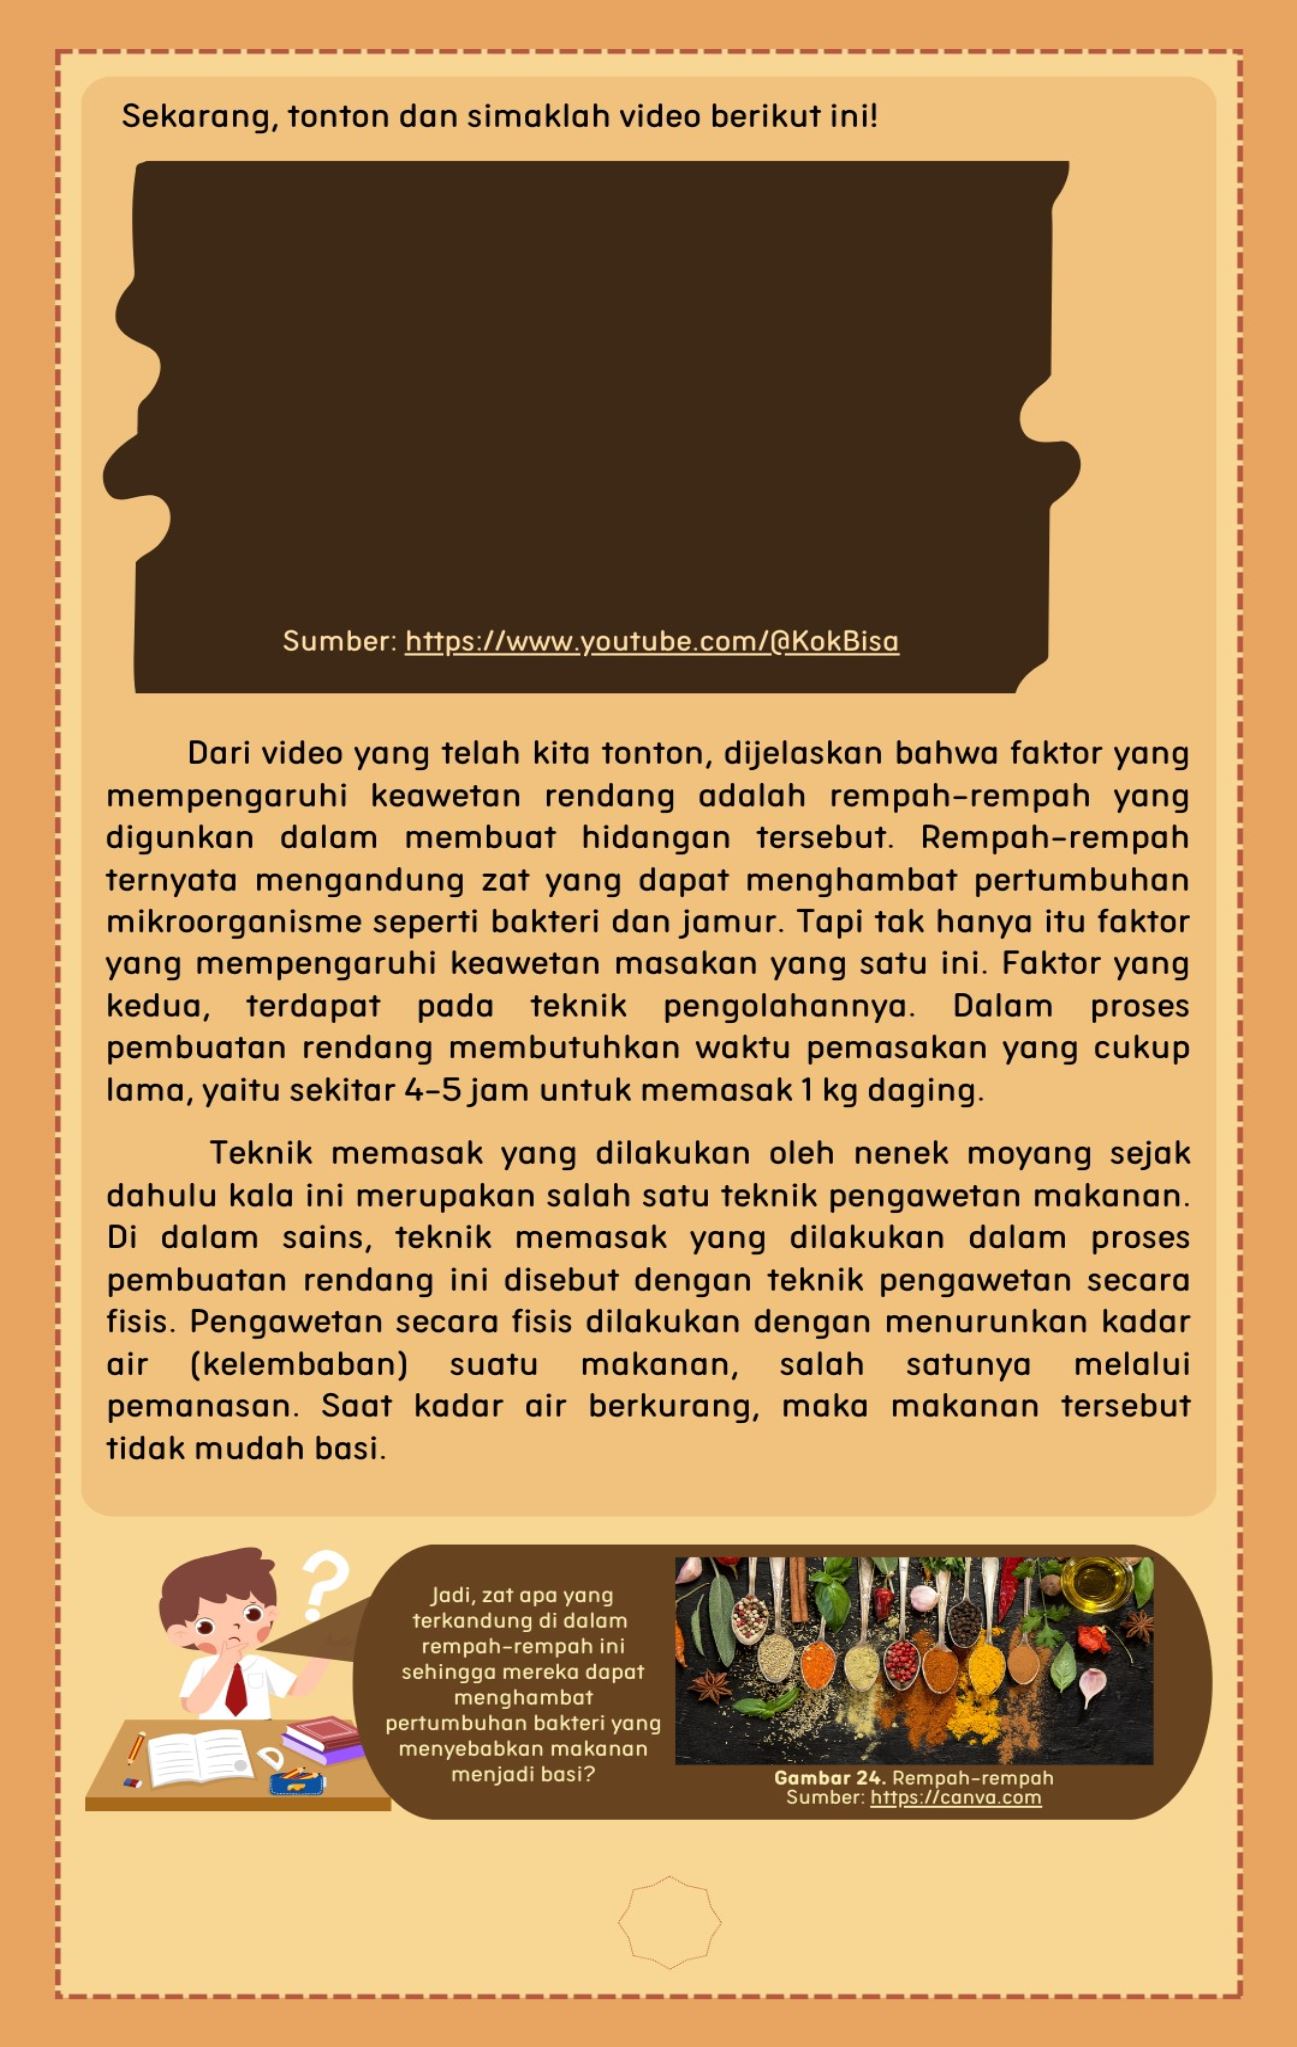 Sekarang, tonton dan simaklah video berikut ini!
Sumber: https://www.youtube.com/@KokBisa
Dari video yang telah kita tonton, dijelaskan bahwa faktor yang
mempengaruhi keawetan rendang adalah rempah-rempah yang
digunkan dalam membuat hidangan tersebut. Rempah-rempah
ternyata mengandung zat yang dapat menghambat pertumbuhan
mikroorganisme seperti bakteri dan jamur. Tapi tak hanya itu faktor
yang mempengaruhi keawetan masakan yang satu ini. Faktor yang
kedua, terdapat pada teknik pengolahannya. Dalam proses
pembuatan rendang membutuhkan waktu pemasakan yang cukup
lama, yaitu sekitar 4-5 jam untuk memasak 1 kg daging.
Teknik memasak yang dilakukan oleh nenek moyang sejak
dahulu kala ini merupakan salah satu teknik pengawetan makanan.
Di dalam sains, teknik memasak yang dilakukan dalam proses
pembuatan rendang ini disebut dengan teknik pengawetan secara
fisis. Pengawetan secara fisis dilakukan dengan menurunkan kadar
air (kelembaban) suatu makanan, salah satunya melalui
pemanasan. Saat kadar air berkurang, maka makanan tersebut
tidak mudah basi.
?
Jadi, zat apa yang
terkandung di dalam
rempah-rempah ini
sehingga mereka dapat
menghambat
pertumbuhan bakteri yang
menyebabkan makanan
menjadi basi?
Gambar 24. Rempah-rempah
Sumber: https://canva.com